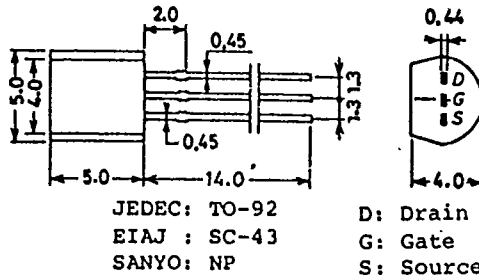 2.0
0.44
0.45
5.0
4.0
1.3
1.3
D
G
S
0.45
5.0
14.0
4.0
JEDEC: TO-92
EIAJ : SC-43
SANYO: NP
D: Drain
G: Gate
S: Source